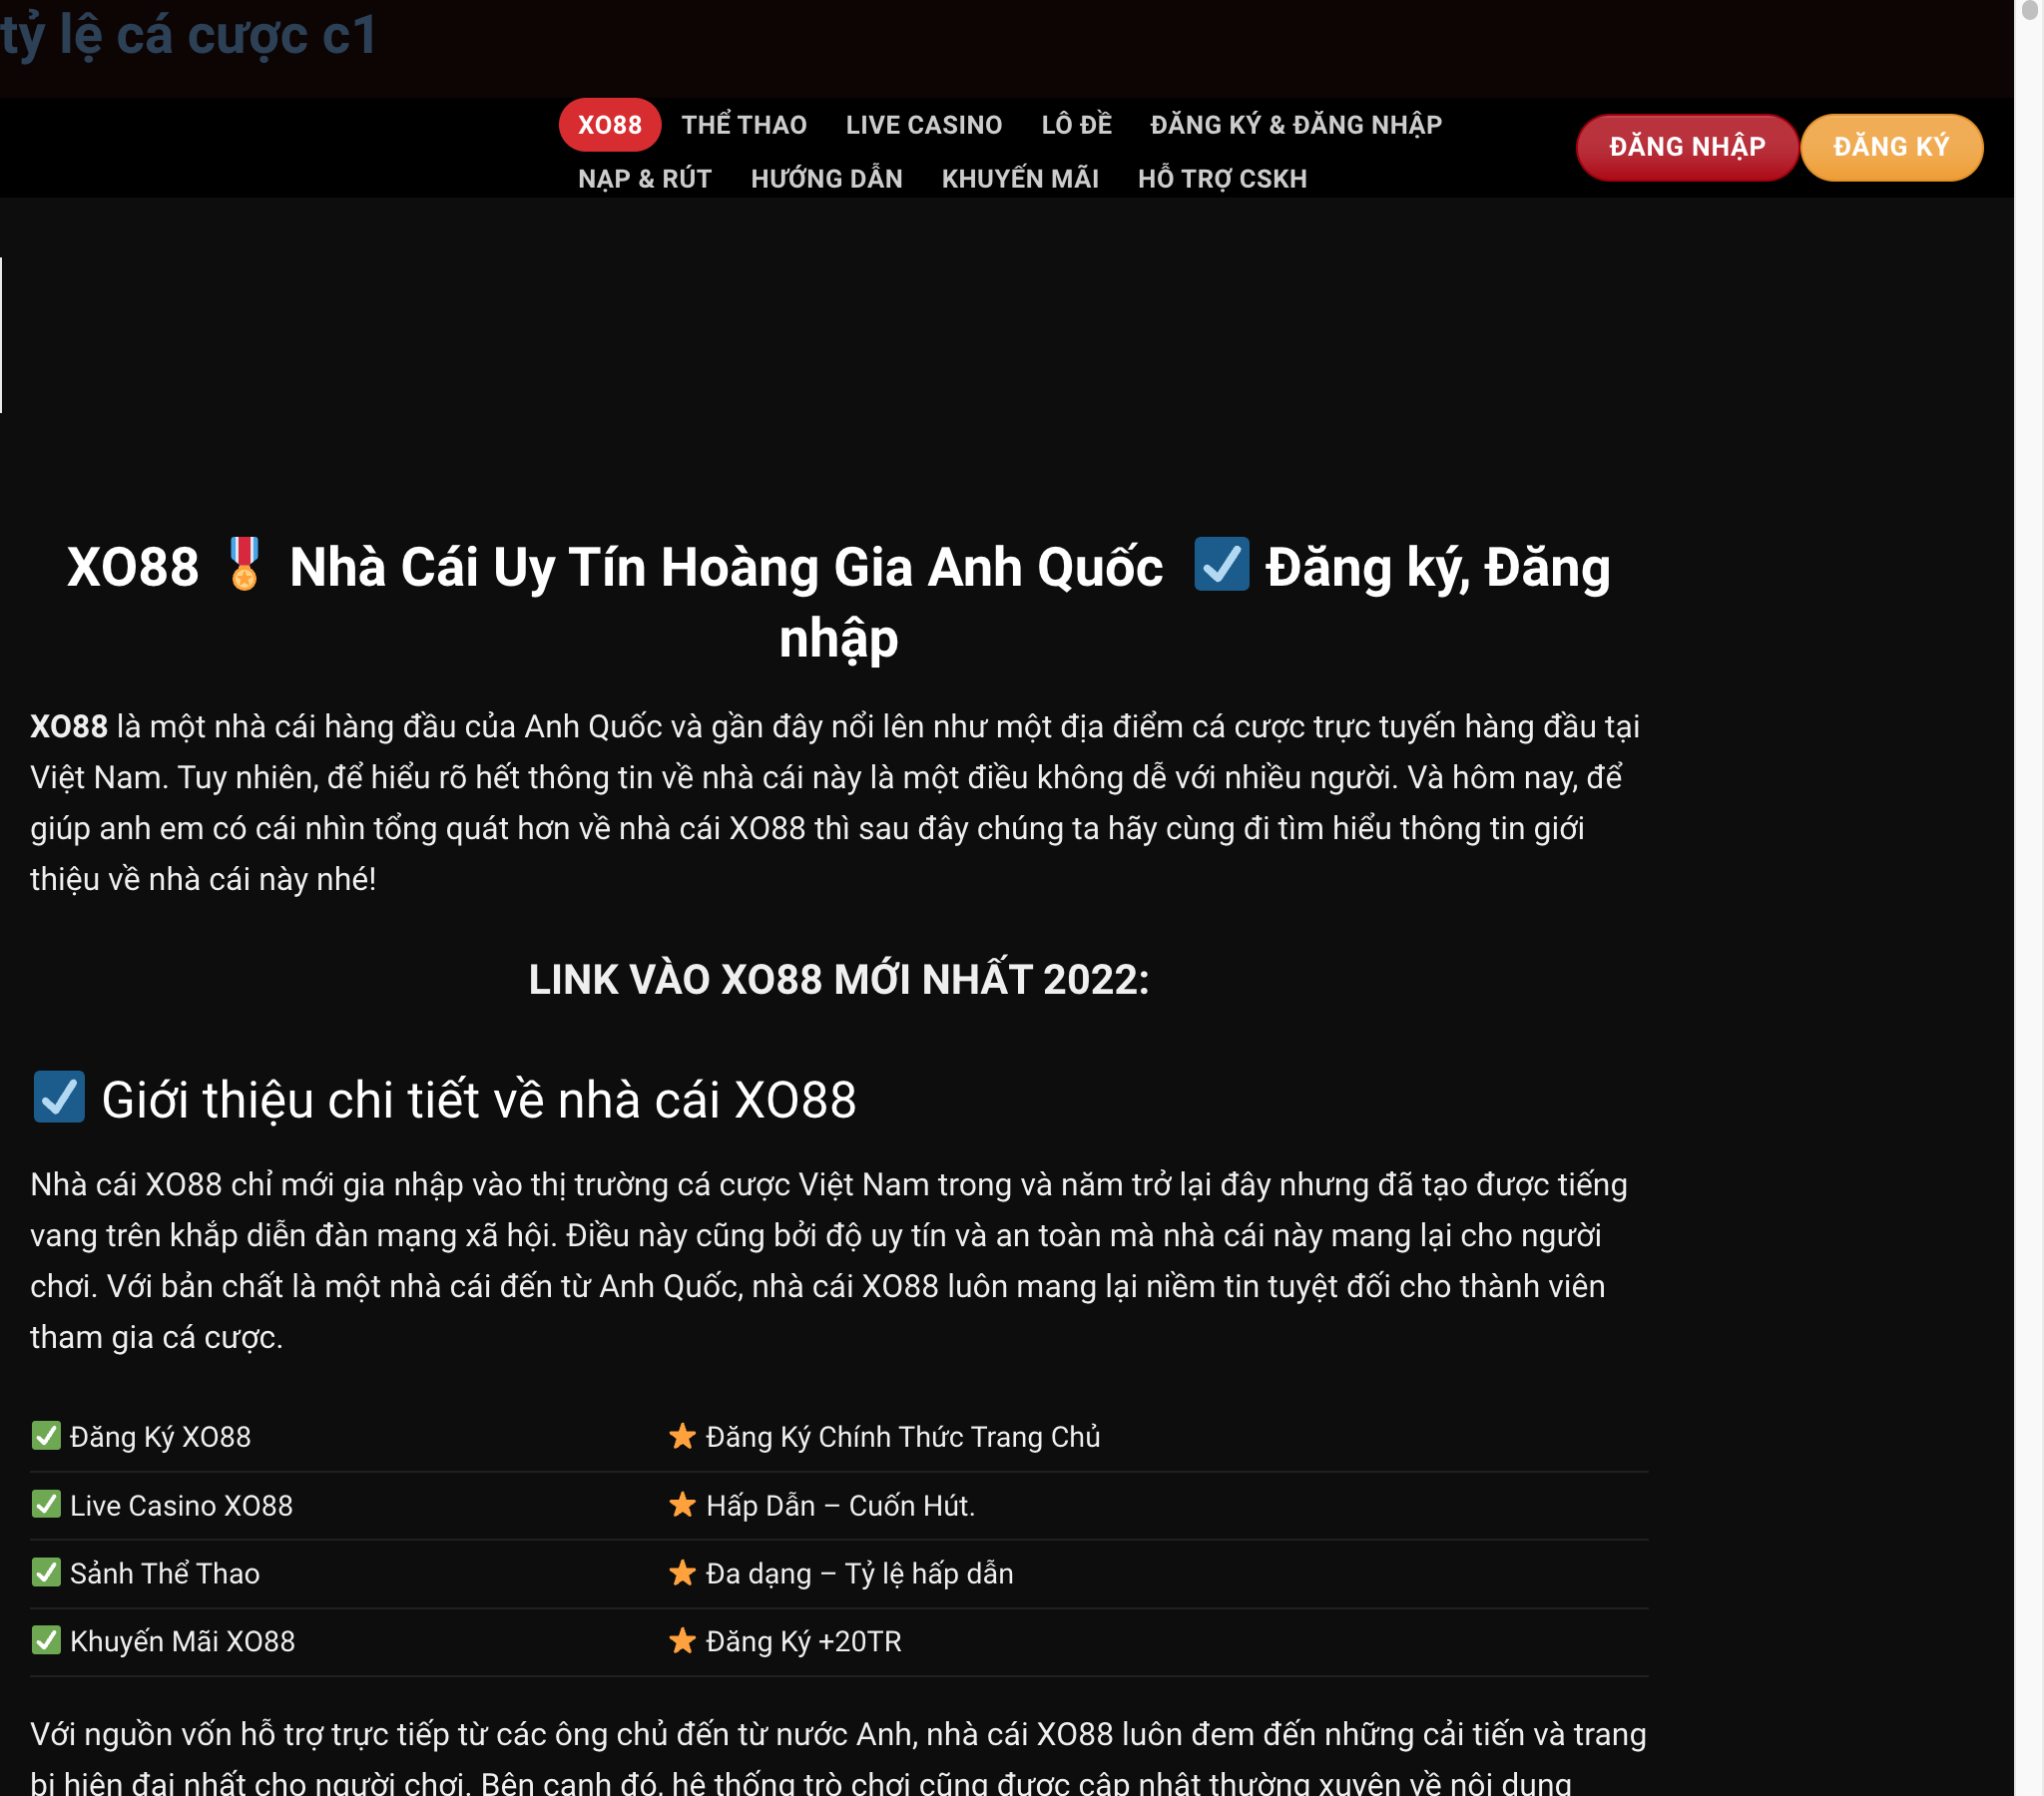 tỷ lệ cá cược c1
XO88 THỂ THAO LIVE CASINO LÔ ĐỀ ĐĂNG KÝ & ĐĂNG NHẬP
NẠP & RÚT HƯỚNG DẪN KHUYẾN MÃI HỖ TRỢ CSKH
ĐĂNG NHẬP ĐĂNG KÝ
XO88 🎖 Nhà Cái Uy Tín Hoàng Gia Anh Quốc ☑ Đăng ký, Đăng
nhập
XO88 là một nhà cái hàng đầu của Anh Quốc và gần đây nổi lên như một địa điểm cá cược trực tuyến hàng đầu tại
Việt Nam. Tuy nhiên, để hiểu rõ hết thông tin về nhà cái này là một điều không dễ với nhiều người. Và hôm nay, để
giúp anh em có cái nhìn tổng quát hơn về nhà cái XO88 thì sau đây chúng ta hãy cùng đi tìm hiểu thông tin giới
thiệu về nhà cái này nhé!
LINK VÀO XO88 MỚI NHẤT 2022:
☑ Giới thiệu chi tiết về nhà cái XO88
Nhà cái XO88 chỉ mới gia nhập vào thị trường cá cược Việt Nam trong và năm trở lại đây nhưng đã tạo được tiếng
vang trên khắp diễn đàn mạng xã hội. Điều này cũng bởi độ uy tín và an toàn mà nhà cái này mang lại cho người
chơi. Với bản chất là một nhà cái đến từ Anh Quốc, nhà cái XO88 luôn mang lại niềm tin tuyệt đối cho thành viên
tham gia cá cược.
✅ Đăng Ký XO88 ⭐ Đăng Ký Chính Thức Trang Chủ
✅ Live Casino XO88 ⭐ Hấp Dẫn – Cuốn Hút.
✅ Sảnh Thể Thao ⭐ Đa dạng – Tỷ lệ hấp dẫn
✅ Khuyến Mãi XO88 ⭐ Đăng Ký +20TR
Với nguồn vốn hỗ trợ trực tiếp từ các ông chủ đến từ nước Anh, nhà cái XO88 luôn đem đến những cải tiến và trang
bị hiện đại nhất cho người chơi. Bên cạnh đó, hệ thống trò chơi cũng được cập nhật thường xuyên về nội dung